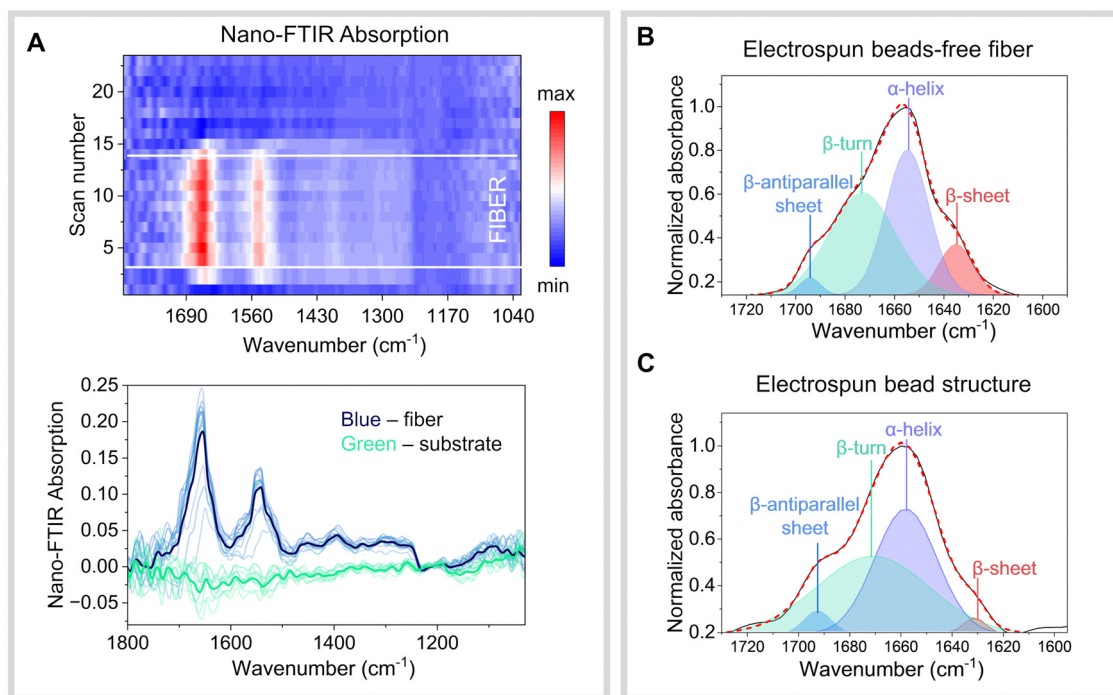 A
Nano-FTIR Absorption
Scan number
20
15
10
5
FIBER
max
min
1690 1560 1430 1300 1170 1040
Wavenumber (cm-1)
Nano-FTIR Absorption
0.25
0.20
0.15
0.10
0.05
0.00
−0.05
Blue – fiber
Green – substrate
1800 1600 1400 1200
Wavenumber (cm-1)
B
Electrospun beads-free fiber
Normalized absorbance
1.0
0.8
0.6
0.4
0.2
α-helix
β-turn
β-antiparallel
sheet
β-sheet
1720 1700 1680 1660 1640 1620 1600
Wavenumber (cm-1)
C
Electrospun bead structure
Normalized absorbance
1.0
0.8
0.6
0.4
0.2
α-helix
β-turn
β-antiparallel
sheet
β-sheet
1720 1700 1680 1660 1640 1620 1600
Wavenumber (cm-1)